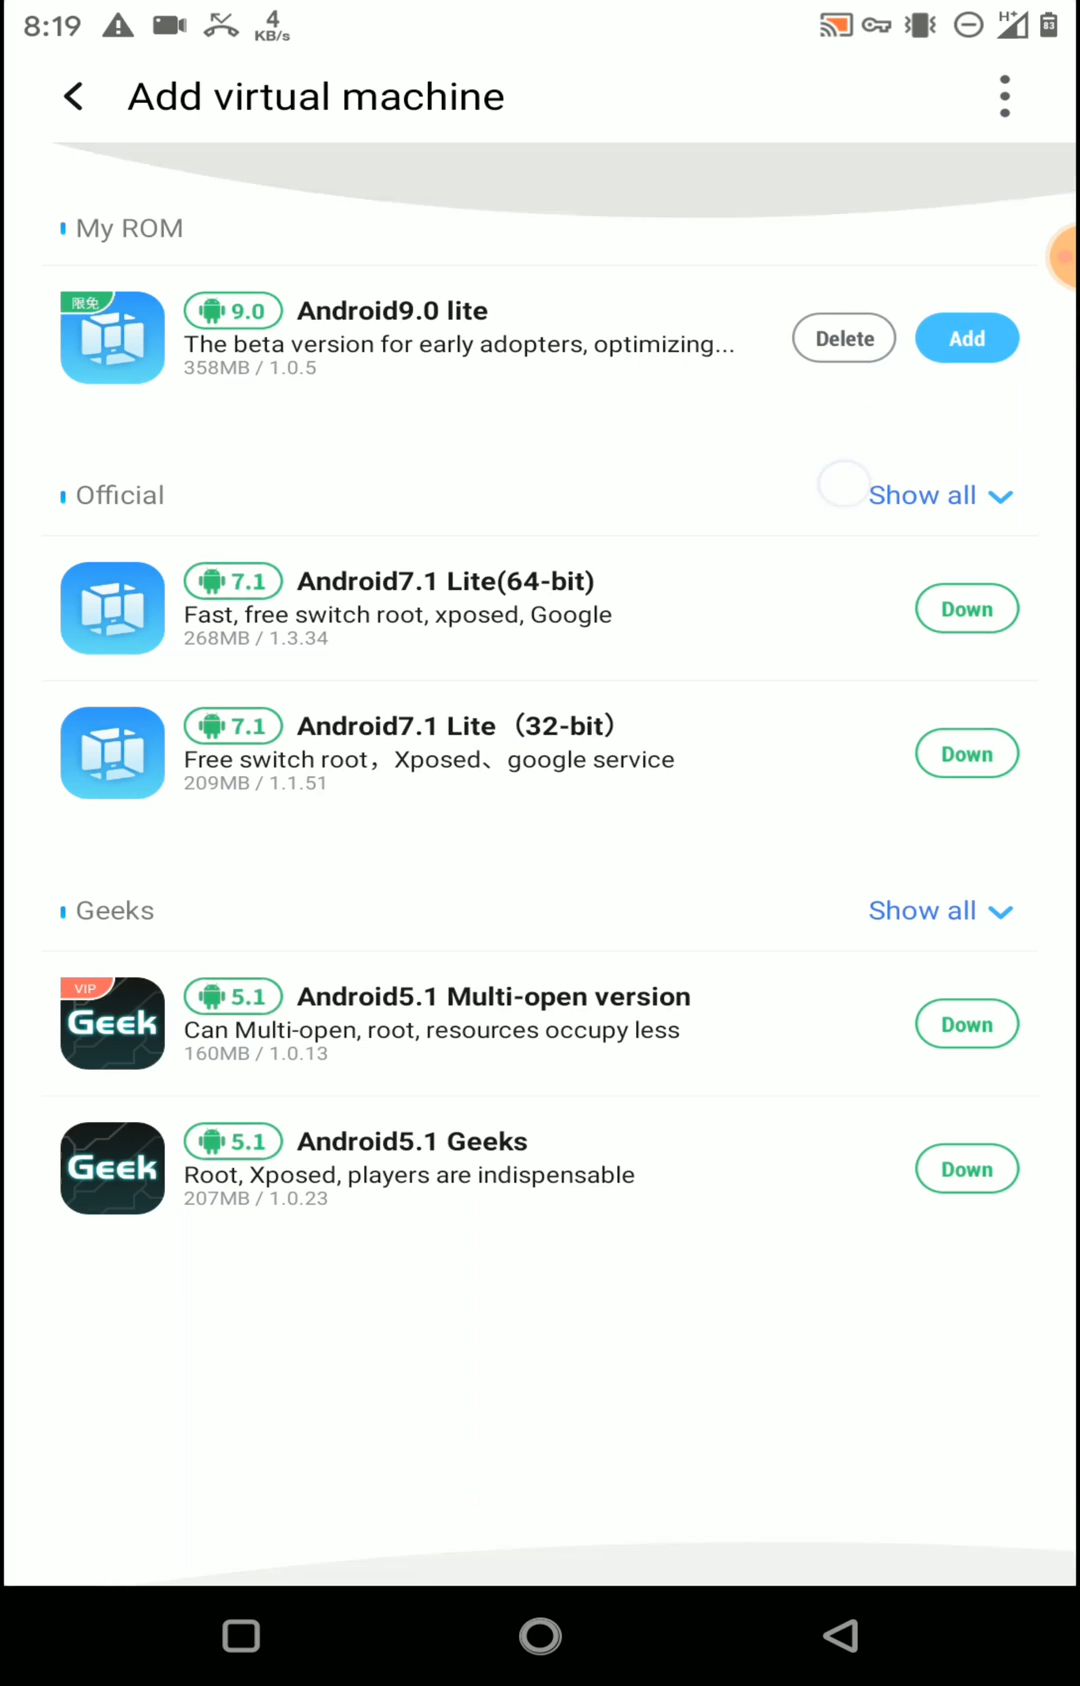 8:19
4
KB/s
H+
83
Add virtual machine
My ROM
限免
9.0 Android9.0 lite
The beta version for early adopters, optimizing...
358MB / 1.0.5
Delete
Add
Official
Show all
7.1 Android7.1 Lite(64-bit)
Fast, free switch root, xposed, Google
268MB / 1.3.34
Down
7.1 Android7.1 Lite（32-bit）
Free switch root，Xposed、google service
209MB / 1.1.51
Down
Geeks
Show all
VIP
Geek
5.1 Android5.1 Multi-open version
Can Multi-open, root, resources occupy less
160MB / 1.0.13
Down
Geek
5.1 Android5.1 Geeks
Root, Xposed, players are indispensable
207MB / 1.0.23
Down